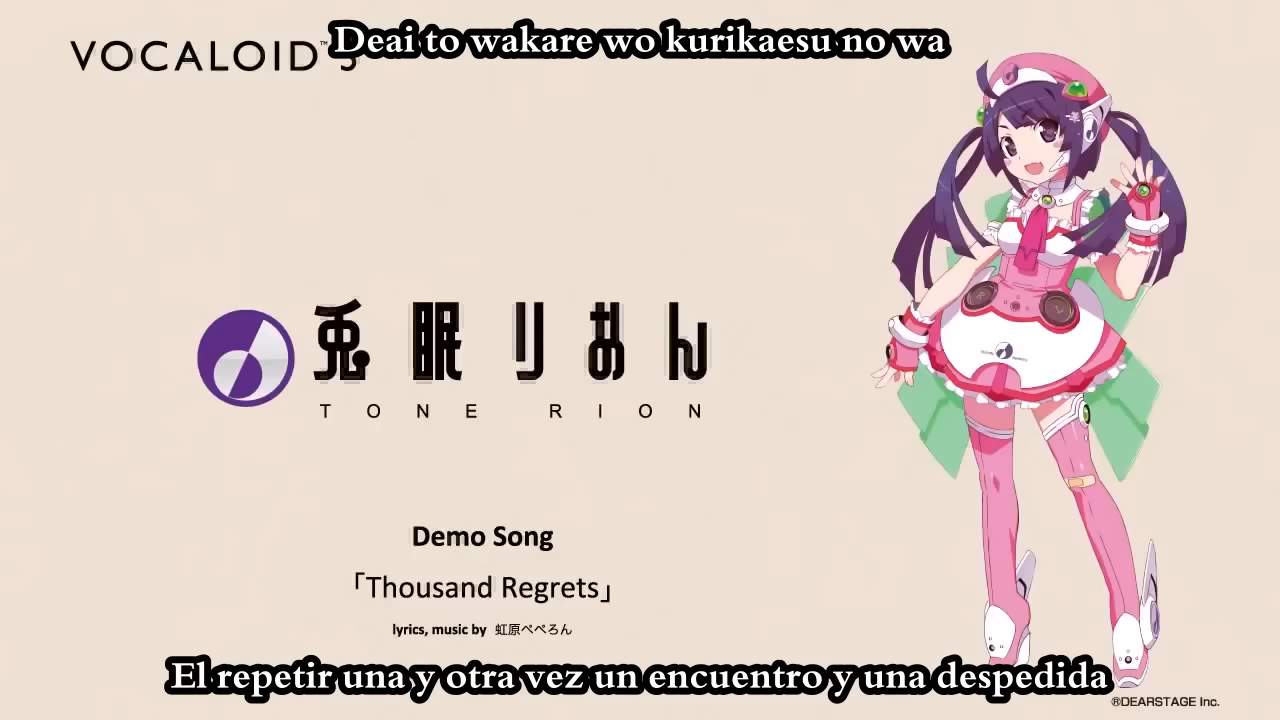 Deai to wakare wo kurikaesu no wa
VOCALOID™3
兎眠りおん
TONE RION
Demo Song
「Thousand Regrets」
lyrics, music by 虹原ぺぺろん
El repetir una y otra vez un encuentro y una despedida
®DEARSTAGE Inc.